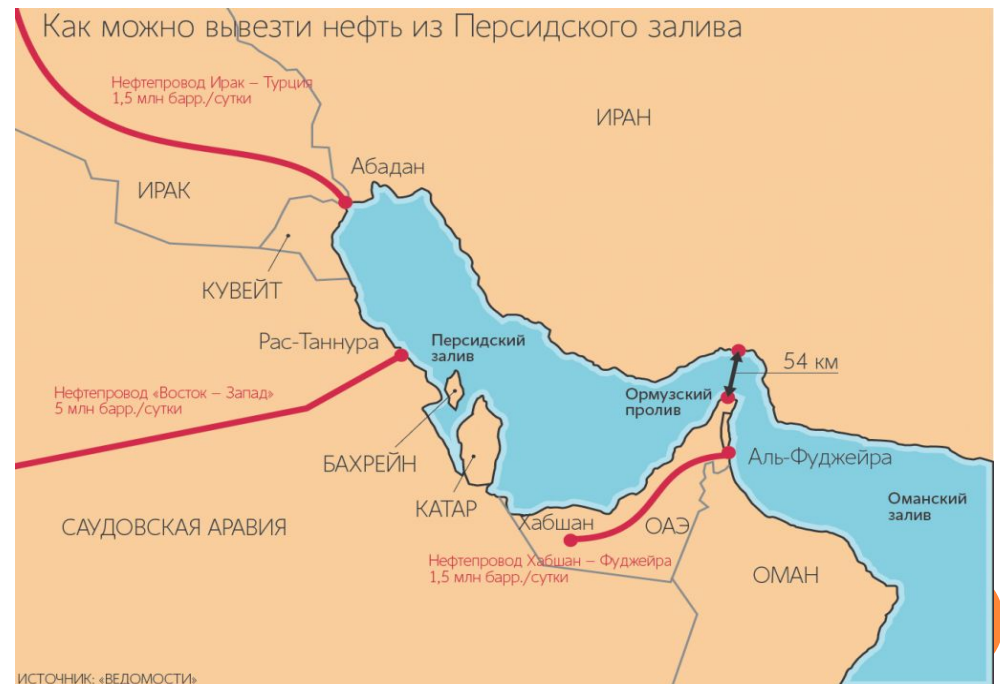 Как можно вывезти нефть из Персидского залива
Нефтепровод Ирак – Турция
1,5 млн барр./сутки
ИРАН
Абадан
ИРАК
КУВЕЙТ
Рас-Таннура
Персидский
залив
54 км
Нефтепровод «Восток – Запад»
5 млн барр./сутки
Ормузский
пролив
БАХРЕЙН
Аль-Фуджейра
КАТАР
Оманский
залив
САУДОВСКАЯ АРАВИЯ
Хабшан
ОАЭ
Нефтепровод Хабшан – Фуджейра
1,5 млн барр./сутки
ОМАН
ИСТОЧНИК: «ВЕДОМОСТИ»